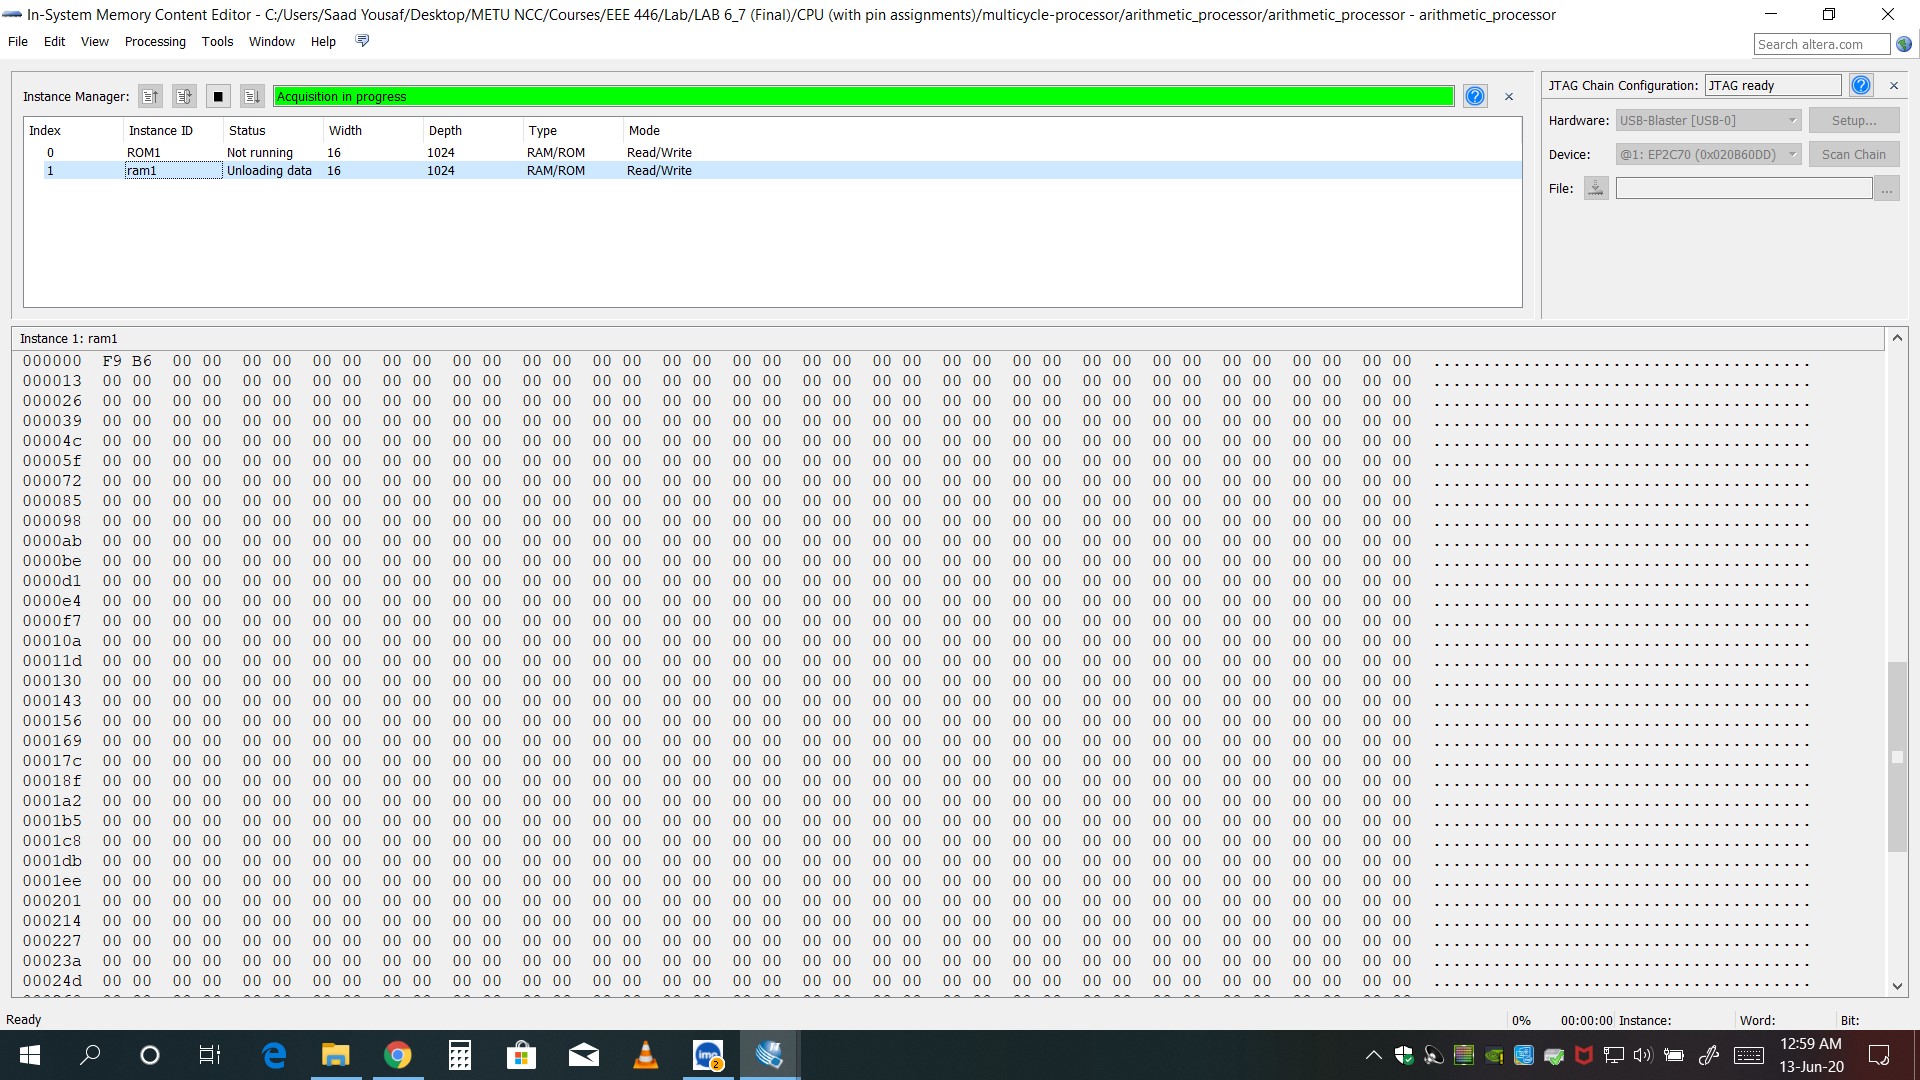 In-System Memory Content Editor - C:/Users/Saad Yousaf/Desktop/METU NCC/Courses/EEE 446/Lab/LAB 6_7 (Final)/CPU (with pin assignments)/multicycle-processor/arithmetic_processor/arithmetic_processor - arithmetic_processor
File Edit View Processing Tools Window Help
Search altera.com
Instance Manager: Acquisition in progress
JTAG Chain Configuration: JTAG ready
Index Instance ID Status Width Depth Type Mode
0 ROM1 Not running 16 1024 RAM/ROM Read/Write
1 ram1 Unloading data 16 1024 RAM/ROM Read/Write
Hardware: USB-Blaster [USB-0] Setup...
Device: @1: EP2C70 (0x020B60DD) Scan Chain
File: ...
Instance 1: ram1
000000 F9 B6 00 00 00 00 00 00 00 00 00 00 00 00 00 00 00 00 00 00 00 00 00 00 00 00 00 00 00 00 00 00 00 00 00 00 00 00 ......................................
000013 00 00 00 00 00 00 00 00 00 00 00 00 00 00 00 00 00 00 00 00 00 00 00 00 00 00 00 00 00 00 00 00 00 00 00 00 00 00 ......................................
000026 00 00 00 00 00 00 00 00 00 00 00 00 00 00 00 00 00 00 00 00 00 00 00 00 00 00 00 00 00 00 00 00 00 00 00 00 00 00 ......................................
000039 00 00 00 00 00 00 00 00 00 00 00 00 00 00 00 00 00 00 00 00 00 00 00 00 00 00 00 00 00 00 00 00 00 00 00 00 00 00 ......................................
00004c 00 00 00 00 00 00 00 00 00 00 00 00 00 00 00 00 00 00 00 00 00 00 00 00 00 00 00 00 00 00 00 00 00 00 00 00 00 00 ......................................
00005f 00 00 00 00 00 00 00 00 00 00 00 00 00 00 00 00 00 00 00 00 00 00 00 00 00 00 00 00 00 00 00 00 00 00 00 00 00 00 ......................................
000072 00 00 00 00 00 00 00 00 00 00 00 00 00 00 00 00 00 00 00 00 00 00 00 00 00 00 00 00 00 00 00 00 00 00 00 00 00 00 ......................................
000085 00 00 00 00 00 00 00 00 00 00 00 00 00 00 00 00 00 00 00 00 00 00 00 00 00 00 00 00 00 00 00 00 00 00 00 00 00 00 ......................................
000098 00 00 00 00 00 00 00 00 00 00 00 00 00 00 00 00 00 00 00 00 00 00 00 00 00 00 00 00 00 00 00 00 00 00 00 00 00 00 ......................................
0000ab 00 00 00 00 00 00 00 00 00 00 00 00 00 00 00 00 00 00 00 00 00 00 00 00 00 00 00 00 00 00 00 00 00 00 00 00 00 00 ......................................
0000be 00 00 00 00 00 00 00 00 00 00 00 00 00 00 00 00 00 00 00 00 00 00 00 00 00 00 00 00 00 00 00 00 00 00 00 00 00 00 ......................................
0000d1 00 00 00 00 00 00 00 00 00 00 00 00 00 00 00 00 00 00 00 00 00 00 00 00 00 00 00 00 00 00 00 00 00 00 00 00 00 00 ......................................
0000e4 00 00 00 00 00 00 00 00 00 00 00 00 00 00 00 00 00 00 00 00 00 00 00 00 00 00 00 00 00 00 00 00 00 00 00 00 00 00 ......................................
0000f7 00 00 00 00 00 00 00 00 00 00 00 00 00 00 00 00 00 00 00 00 00 00 00 00 00 00 00 00 00 00 00 00 00 00 00 00 00 00 ......................................
00010a 00 00 00 00 00 00 00 00 00 00 00 00 00 00 00 00 00 00 00 00 00 00 00 00 00 00 00 00 00 00 00 00 00 00 00 00 00 00 ......................................
00011d 00 00 00 00 00 00 00 00 00 00 00 00 00 00 00 00 00 00 00 00 00 00 00 00 00 00 00 00 00 00 00 00 00 00 00 00 00 00 ......................................
000130 00 00 00 00 00 00 00 00 00 00 00 00 00 00 00 00 00 00 00 00 00 00 00 00 00 00 00 00 00 00 00 00 00 00 00 00 00 00 ......................................
000143 00 00 00 00 00 00 00 00 00 00 00 00 00 00 00 00 00 00 00 00 00 00 00 00 00 00 00 00 00 00 00 00 00 00 00 00 00 00 ......................................
000156 00 00 00 00 00 00 00 00 00 00 00 00 00 00 00 00 00 00 00 00 00 00 00 00 00 00 00 00 00 00 00 00 00 00 00 00 00 00 ......................................
000169 00 00 00 00 00 00 00 00 00 00 00 00 00 00 00 00 00 00 00 00 00 00 00 00 00 00 00 00 00 00 00 00 00 00 00 00 00 00 ......................................
00017c 00 00 00 00 00 00 00 00 00 00 00 00 00 00 00 00 00 00 00 00 00 00 00 00 00 00 00 00 00 00 00 00 00 00 00 00 00 00 ......................................
00018f 00 00 00 00 00 00 00 00 00 00 00 00 00 00 00 00 00 00 00 00 00 00 00 00 00 00 00 00 00 00 00 00 00 00 00 00 00 00 ......................................
0001a2 00 00 00 00 00 00 00 00 00 00 00 00 00 00 00 00 00 00 00 00 00 00 00 00 00 00 00 00 00 00 00 00 00 00 00 00 00 00 ......................................
0001b5 00 00 00 00 00 00 00 00 00 00 00 00 00 00 00 00 00 00 00 00 00 00 00 00 00 00 00 00 00 00 00 00 00 00 00 00 00 00 ......................................
0001c8 00 00 00 00 00 00 00 00 00 00 00 00 00 00 00 00 00 00 00 00 00 00 00 00 00 00 00 00 00 00 00 00 00 00 00 00 00 00 ......................................
0001db 00 00 00 00 00 00 00 00 00 00 00 00 00 00 00 00 00 00 00 00 00 00 00 00 00 00 00 00 00 00 00 00 00 00 00 00 00 00 ......................................
0001ee 00 00 00 00 00 00 00 00 00 00 00 00 00 00 00 00 00 00 00 00 00 00 00 00 00 00 00 00 00 00 00 00 00 00 00 00 00 00 ......................................
000201 00 00 00 00 00 00 00 00 00 00 00 00 00 00 00 00 00 00 00 00 00 00 00 00 00 00 00 00 00 00 00 00 00 00 00 00 00 00 ......................................
000214 00 00 00 00 00 00 00 00 00 00 00 00 00 00 00 00 00 00 00 00 00 00 00 00 00 00 00 00 00 00 00 00 00 00 00 00 00 00 ......................................
000227 00 00 00 00 00 00 00 00 00 00 00 00 00 00 00 00 00 00 00 00 00 00 00 00 00 00 00 00 00 00 00 00 00 00 00 00 00 00 ......................................
00023a 00 00 00 00 00 00 00 00 00 00 00 00 00 00 00 00 00 00 00 00 00 00 00 00 00 00 00 00 00 00 00 00 00 00 00 00 00 00 ......................................
00024d 00 00 00 00 00 00 00 00 00 00 00 00 00 00 00 00 00 00 00 00 00 00 00 00 00 00 00 00 00 00 00 00 00 00 00 00 00 00 ......................................
Ready 0% 00:00:00 Instance: Word: Bit:
12:59 AM
13-Jun-20